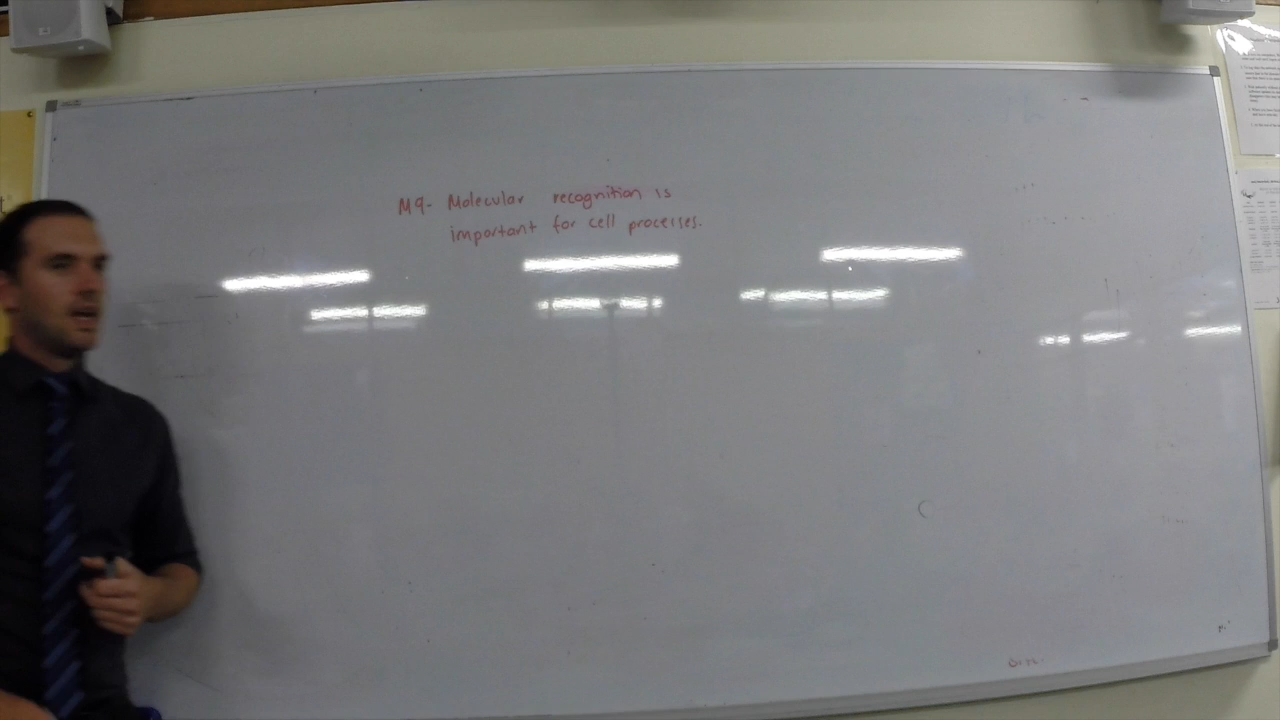 M9- Molecular recognition is
important for cell processes.